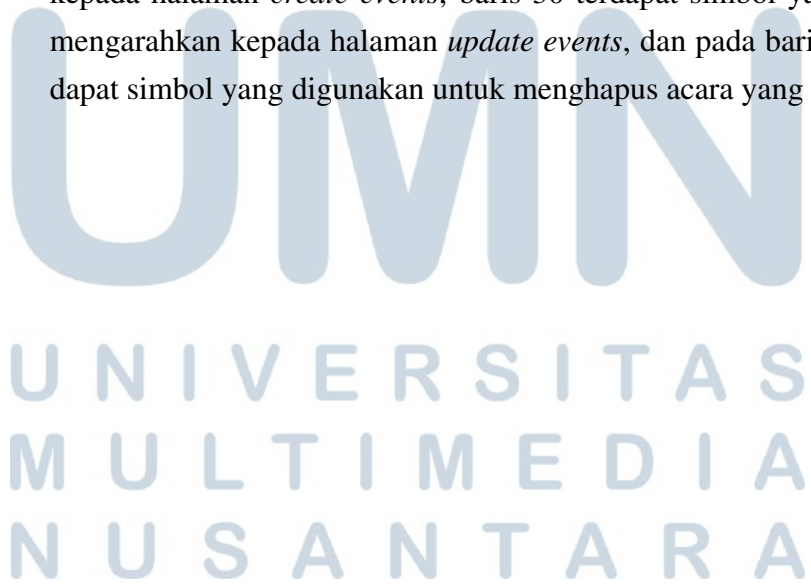 kepada halaman create events, baris 30 terdapat simbol
mengarahkan kepada halaman update events, dan pada
dapat simbol yang digunakan untuk menghapus acara yang
UMN
UNIVERSITAS
MULTIMEDIA
NUSANTARA